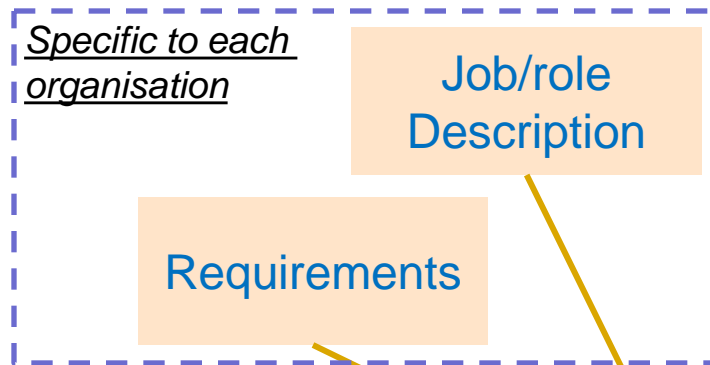 Specific to each
organisation
Job/role
Description
Requirements